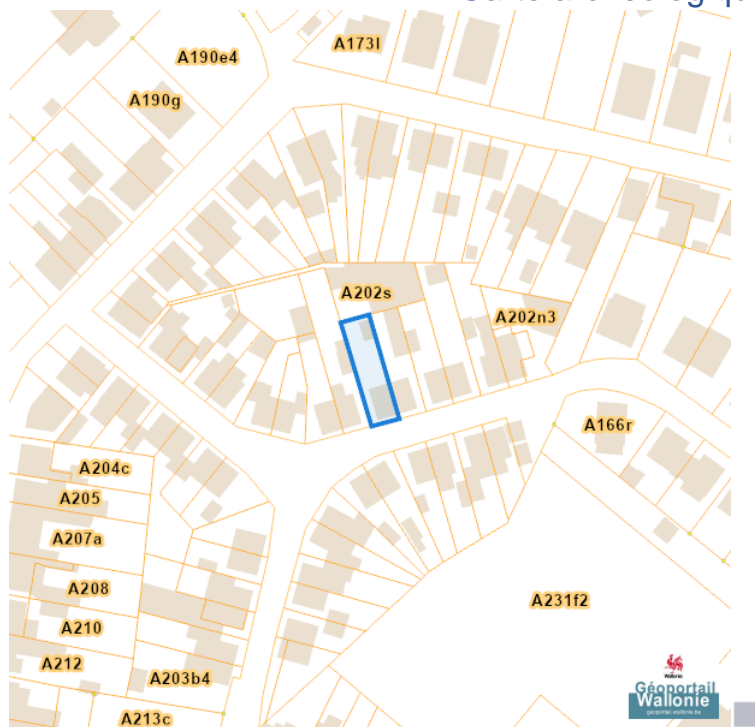 A190e4
A173l
A190g
A202s
A202n3
A166r
A204c
A205
A207a
A208
A231f2
A210
A212
A203b4
A213c
Wallonie
Géoportail
Wallonie
geoportail.wallonie.be